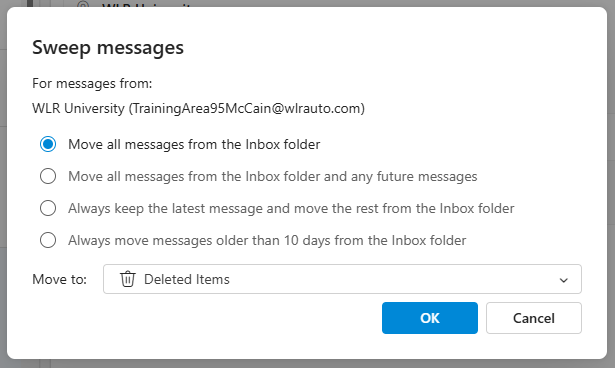 WLR University
Sweep messages
For messages from:
WLR University (TrainingArea95McCain@wlrauto.com)
Move all messages from the Inbox folder
Move all messages from the Inbox folder and any future messages
Always keep the latest message and move the rest from the Inbox folder
Always move messages older than 10 days from the Inbox folder
Move to: Deleted Items
OK Cancel